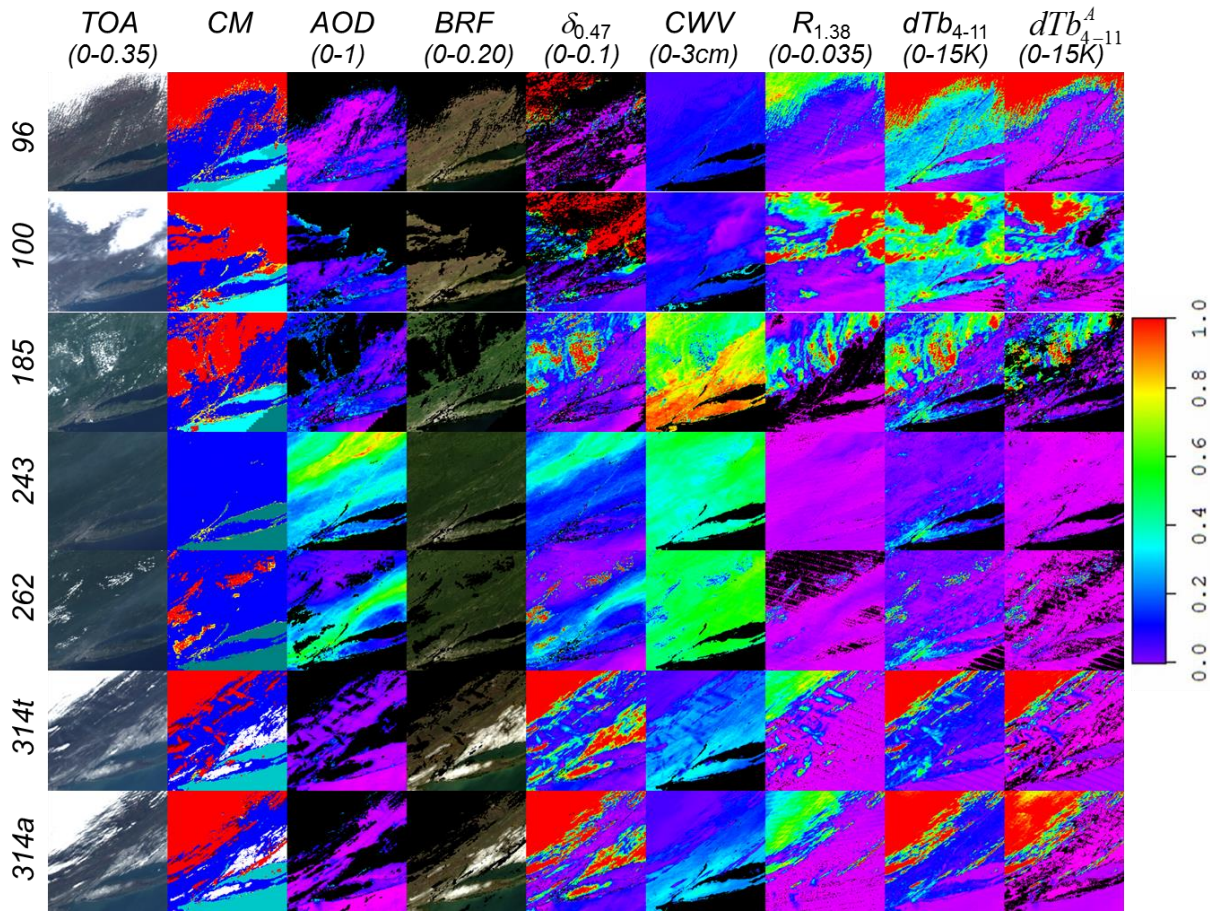 TOA CM AOD BRF δ0.47 CWV R1.38 dTb4-11 dTb^A4-11
(0-0.35) (0-1) (0-0.20) (0-0.1) (0-3cm) (0-0.035) (0-15K) (0-15K)
96
100
185
243
262
314t
314a
1.0
0.8
0.6
0.4
0.2
0.0